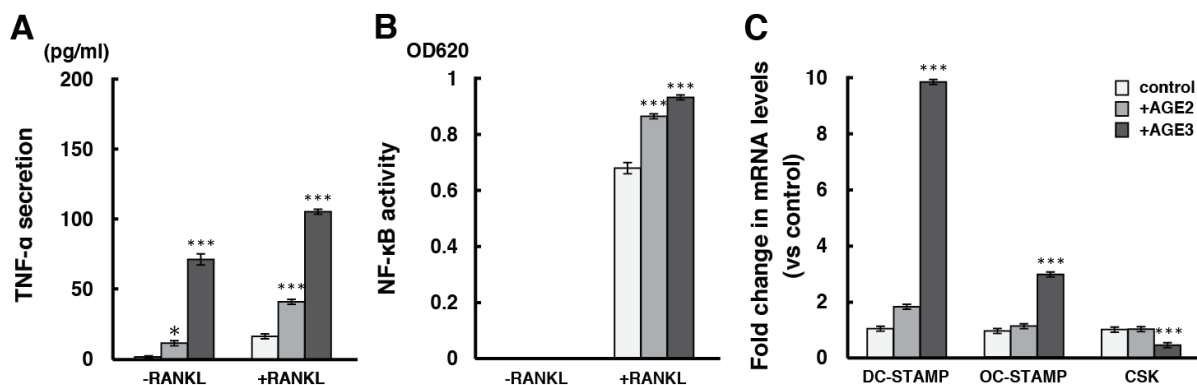 A
(pg/ml)
200
150
100
50
0
TNF-α secretion
*
***
***
***
-RANKL
+RANKL
B
OD620
1
0.8
0.6
0.4
0.2
0
NF-κB activity
***
***
-RANKL
+RANKL
C
Fold change in mRNA levels
(vs control)
10
8
6
4
2
0
***
***
***
DC-STAMP
OC-STAMP
CSK
control
+AGE2
+AGE3